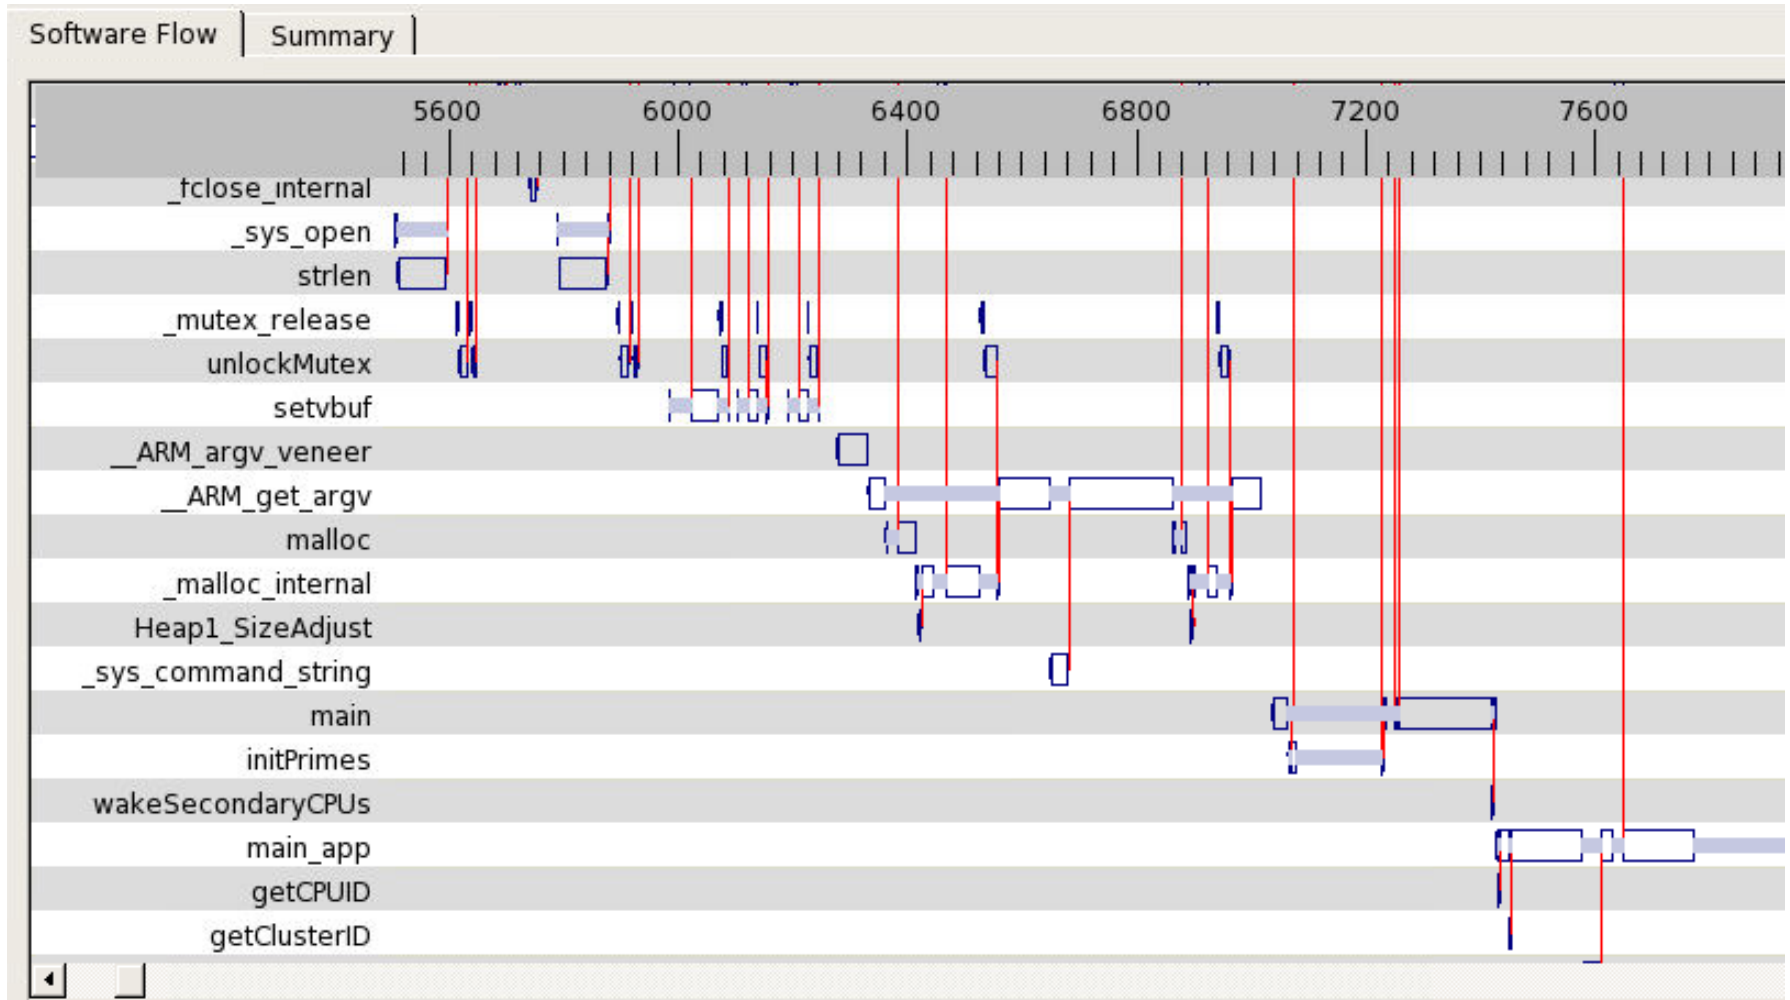 Software Flow Summary
5600 6000 6400 6800 7200 7600
_fclose_internal
_sys_open
strlen
_mutex_release
unlockMutex
setvbuf
__ARM_argv_veneer
__ARM_get_argv
malloc
_malloc_internal
Heap1_SizeAdjust
_sys_command_string
main
initPrimes
wakeSecondaryCPUs
main_app
getCPUID
getClusterID